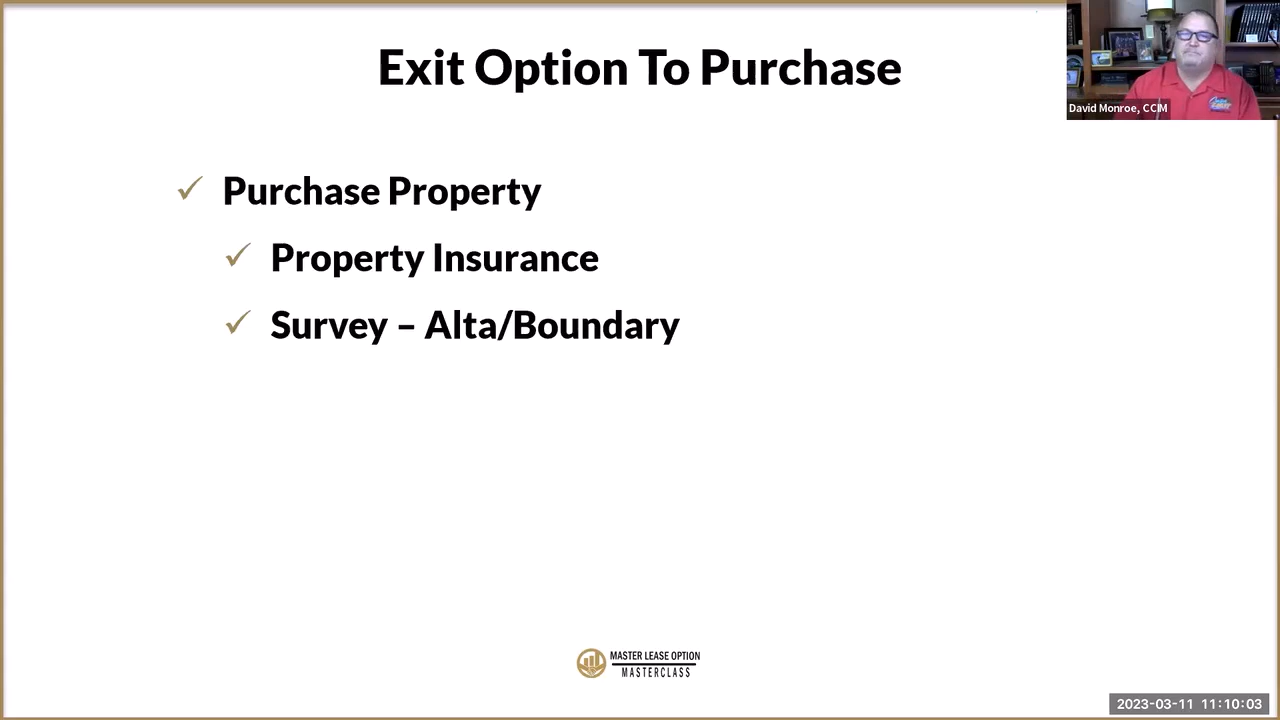 Exit Option To Purchase
David Monroe, CCIM
✓ Purchase Property
✓ Property Insurance
✓ Survey – Alta/Boundary
MASTER LEASE OPTION
MASTERCLASS
2023-03-11 11:10:03